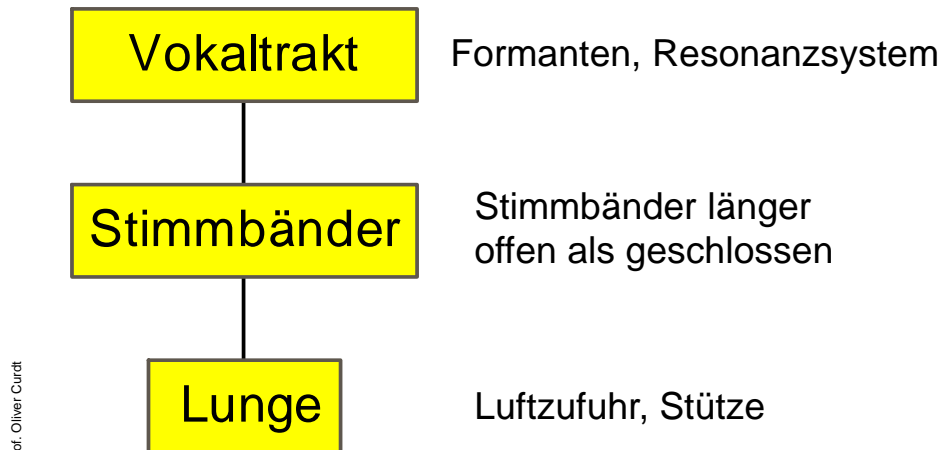 Vokaltrakt
Formanten, Resonanzsystem
Stimmbänder
Stimmbänder länger
offen als geschlossen
Lunge
Luftzufuhr, Stütze
of. Oliver Curdt